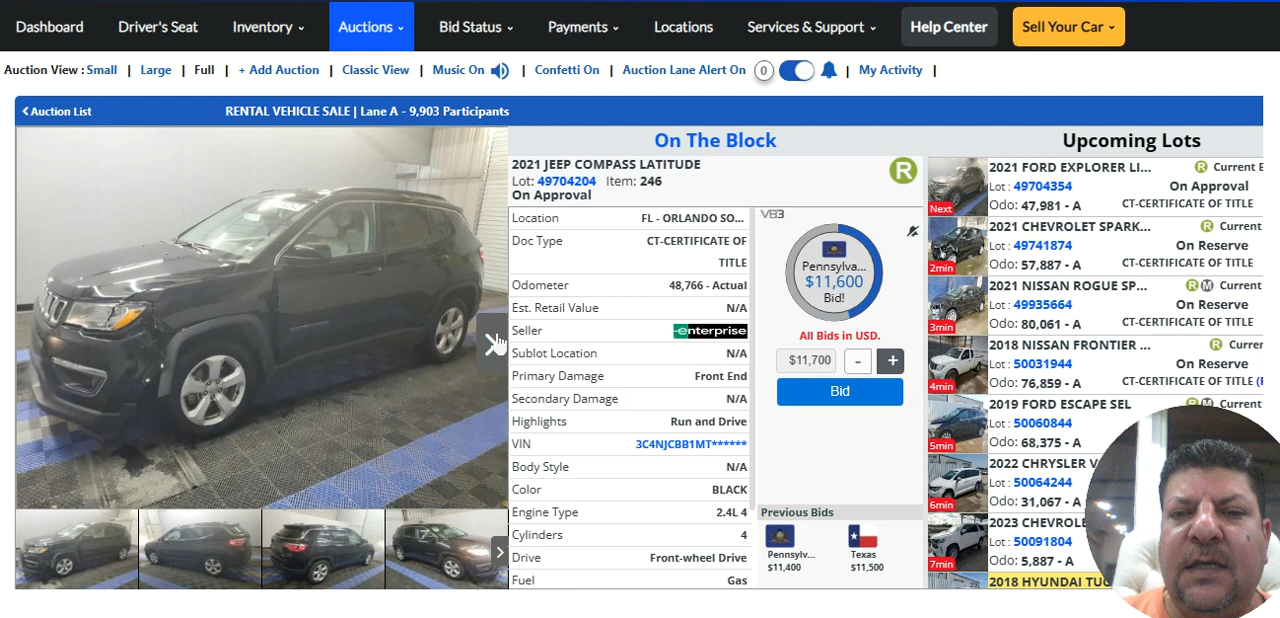 Dashboard Driver's Seat Inventory Auctions Bid Status Payments Locations Services & Support Help Center Sell Your Car
Auction View : Small | Large | Full | + Add Auction | Classic View | Music On | Confetti On | Auction Lane Alert On 0 | My Activity |
Auction List RENTAL VEHICLE SALE | Lane A - 9,903 Participants
On The Block
2021 JEEP COMPASS LATITUDE
Lot: 49704204 Item: 246
On Approval
R
Location FL - ORLANDO SO...
Doc Type CT-CERTIFICATE OF
TITLE
Odometer 48,766 - Actual
Est. Retail Value N/A
Seller enterprise
Sublot Location N/A
Primary Damage Front End
Secondary Damage N/A
Highlights Run and Drive
VIN 3C4NJCBB1MT******
Body Style N/A
Color BLACK
Engine Type 2.4L 4
Cylinders 4
Drive Front-wheel Drive
Fuel Gas
VB3
Pennsylva...
$11,600
Bid!
All Bids in USD.
$11,700 - +
Bid
Previous Bids
Pennsylv... Texas
$11,400 $11,500
Upcoming Lots
2021 FORD EXPLORER LI... R Current
Lot : 49704354 On Approval
Next Odo: 47,981 - A CT-CERTIFICATE OF TITLE
2021 CHEVROLET SPARK... R Current
Lot : 49741874 On Reserve
2min Odo: 57,887 - A CT-CERTIFICATE OF TITLE
2021 NISSAN ROGUE SP... R M Current
Lot : 49935664 On Reserve
3min Odo: 80,061 - A CT-CERTIFICATE OF TITLE
2018 NISSAN FRONTIER ... R
Lot : 50031944 On Reserve
4min Odo: 76,859 - A CT-CERTIFICATE OF TITLE
2019 FORD ESCAPE SEL R M Current
Lot : 50060844
5min Odo: 68,375 - A
2022 CHRYSLER
Lot : 50064244
6min Odo: 31,067 - A
2023
Lot : 50091804
7min Odo: 5,887 - A
2018 HYUNDAI